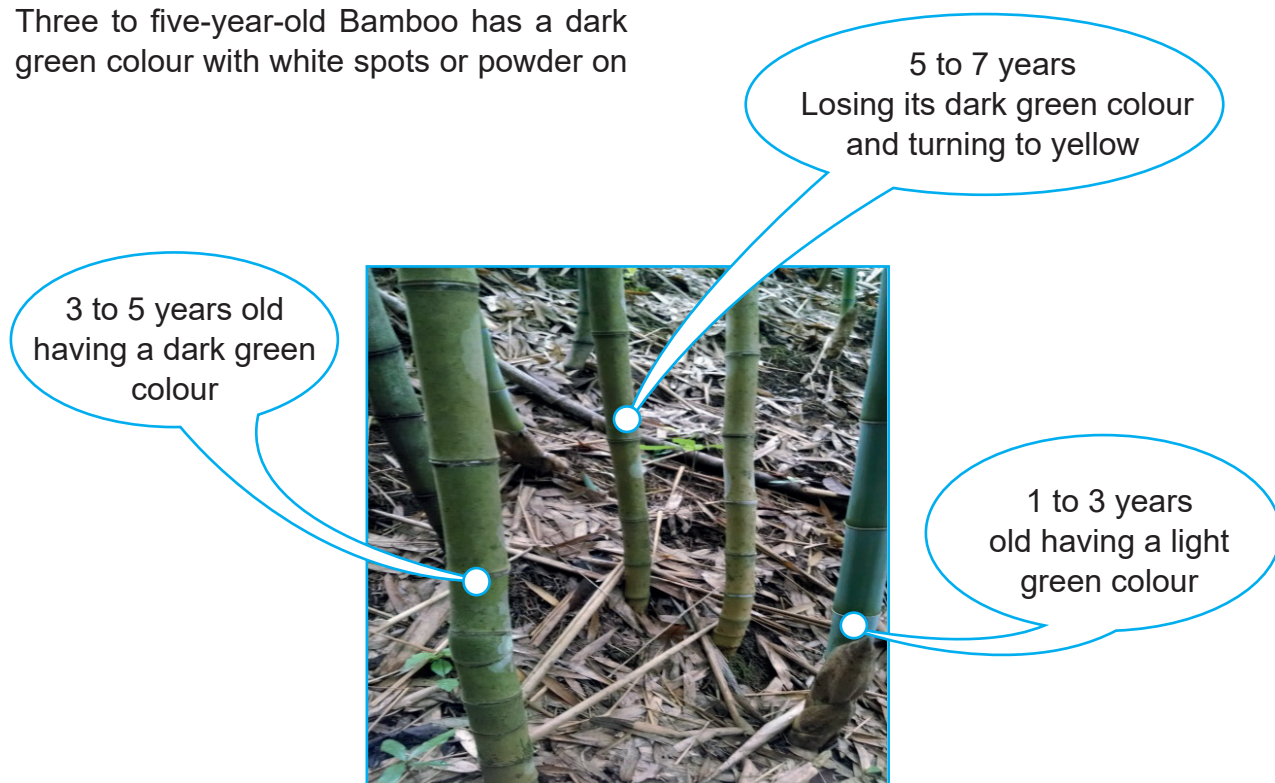 Three to five-year-old Bamboo has a dark
green colour with white spots or powder on
5 to 7 years
Losing its dark green colour
and turning to yellow
3 to 5 years old
having a dark green
colour
1 to 3 years
old having a light
green colour